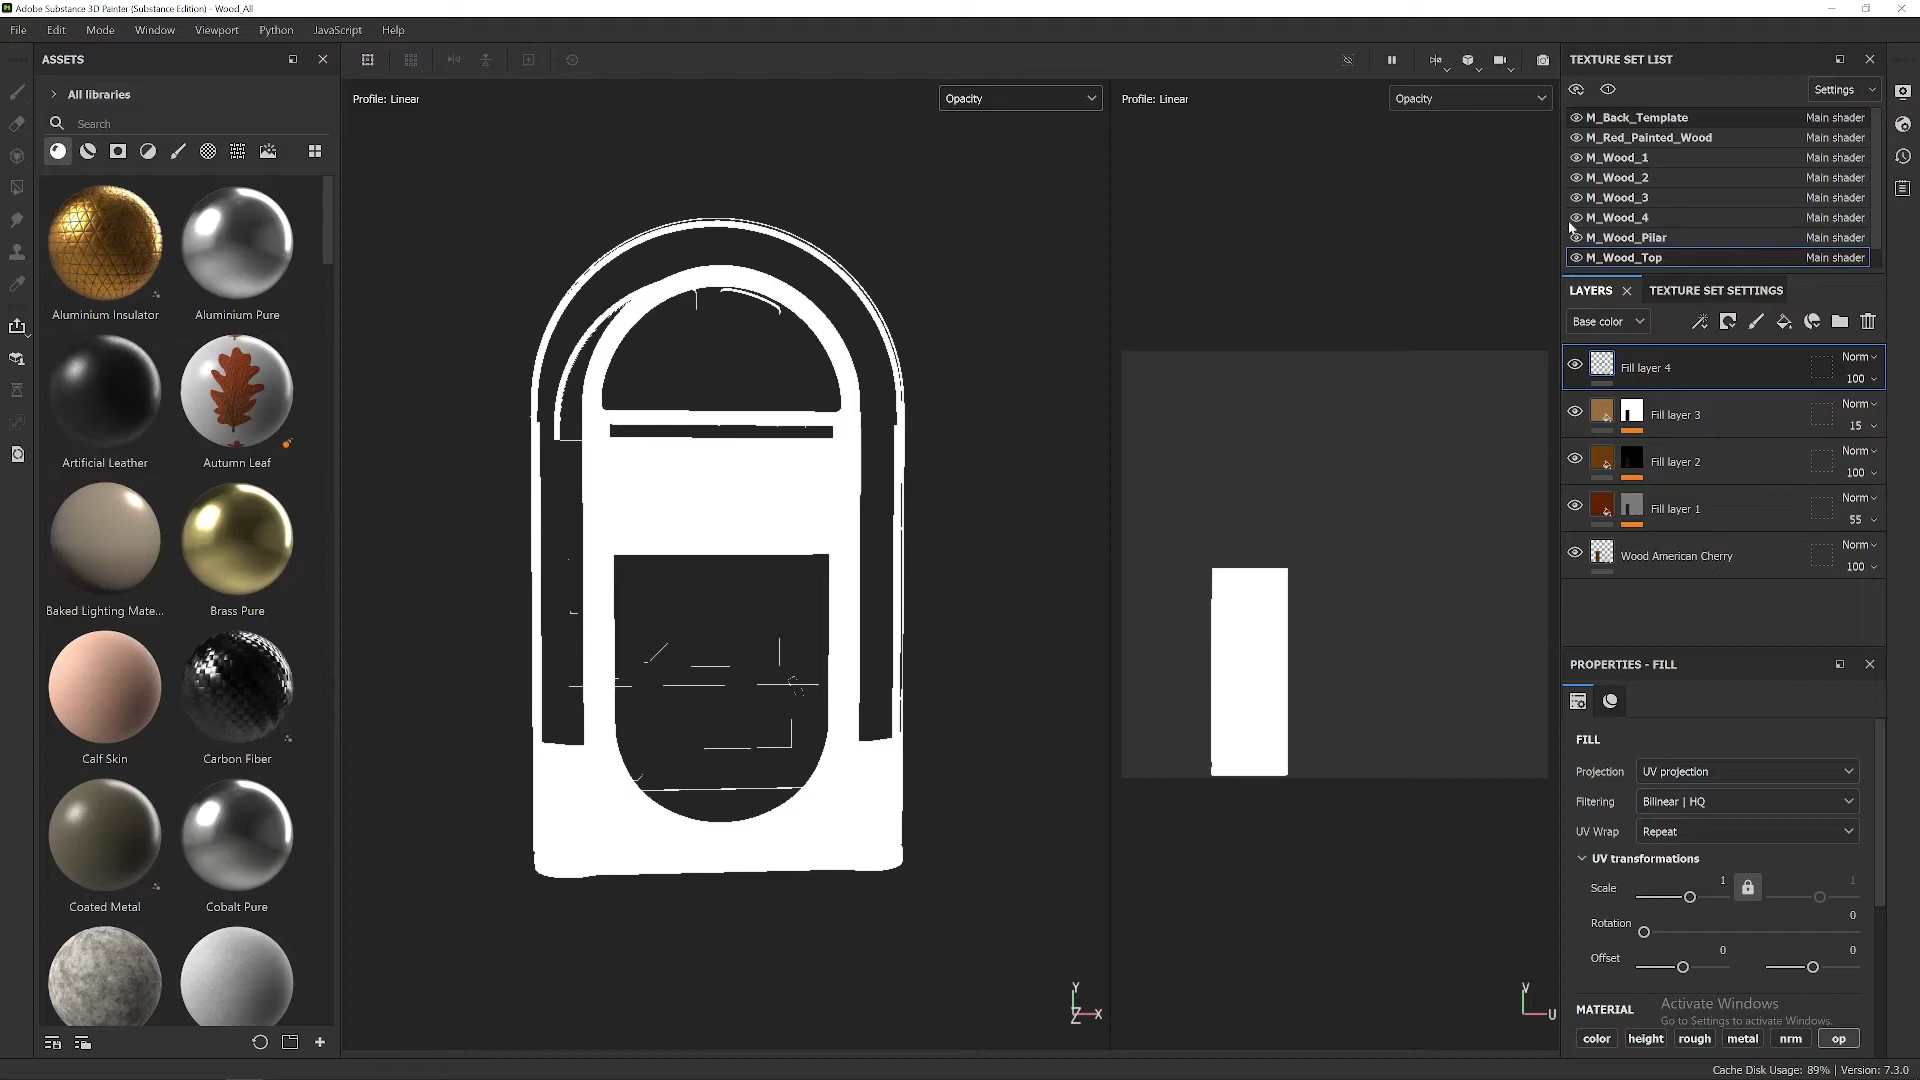 Adobe Substance 3D Painter (Substance Edition) - Wood_All
File Edit Mode Window Viewport Python JavaScript Help
ASSETS
All libraries
Search
Aluminium Insulator
Aluminium Pure
Artificial Leather
Autumn Leaf
Baked Lighting Mate...
Brass Pure
Calf Skin
Carbon Fiber
Coated Metal
Cobalt Pure
Profile: Linear
Opacity
Y
Z X
Profile: Linear
Opacity
V
U
TEXTURE SET LIST
Settings
M_Back_Template Main shader
M_Red_Painted_Wood Main shader
M_Wood_1 Main shader
M_Wood_2 Main shader
M_Wood_3 Main shader
M_Wood_4 Main shader
M_Wood_Pilar Main shader
M_Wood_Top Main shader
LAYERS TEXTURE SET SETTINGS
Base color
Fill layer 4 Norm 100
Fill layer 3 Norm 15
Fill layer 2 Norm 100
Fill layer 1 Norm 55
Wood American Cherry Norm 100
PROPERTIES - FILL
FILL
Projection UV projection
Filtering Bilinear | HQ
UV Wrap Repeat
UV transformations
Scale 1 1
Rotation 0
Offset 0 0
MATERIAL
Activate Windows
Go to Settings to activate Windows.
color height rough metal nrm op
Cache Disk Usage: 89% | Version: 7.3.0